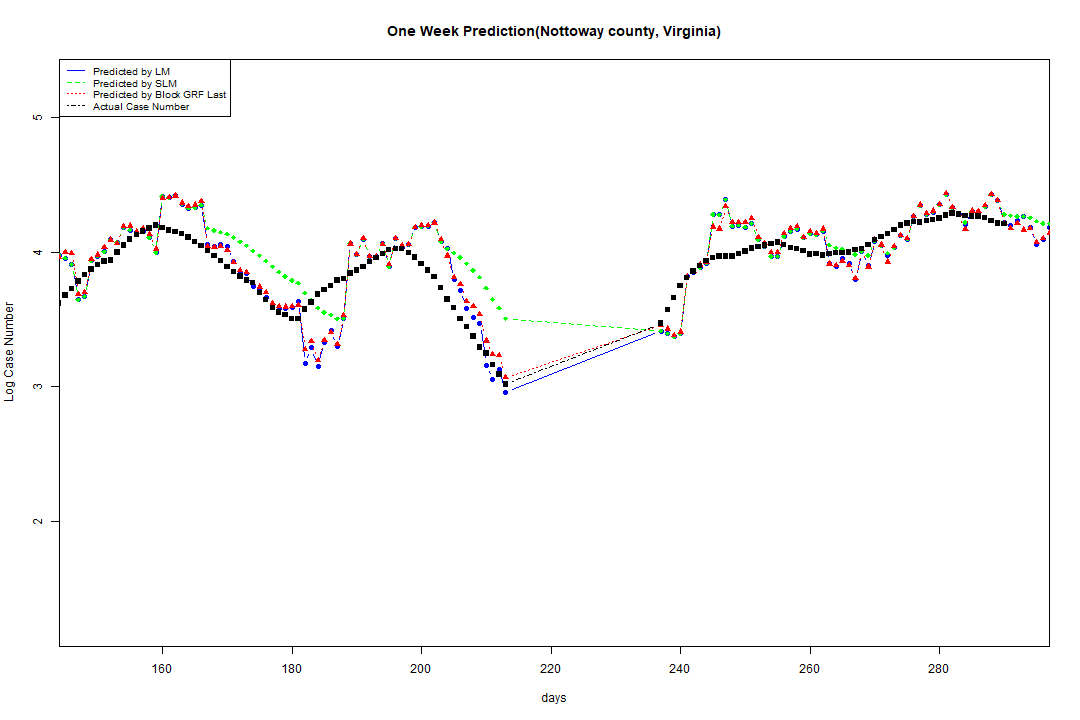 One Week Prediction(Nottoway county, Virginia)
Predicted by LM
Predicted by SLM
Predicted by Block GRF Last
Actual Case Number
5
4
3
2
Log Case Number
160 180 200 220 240 260 280
days